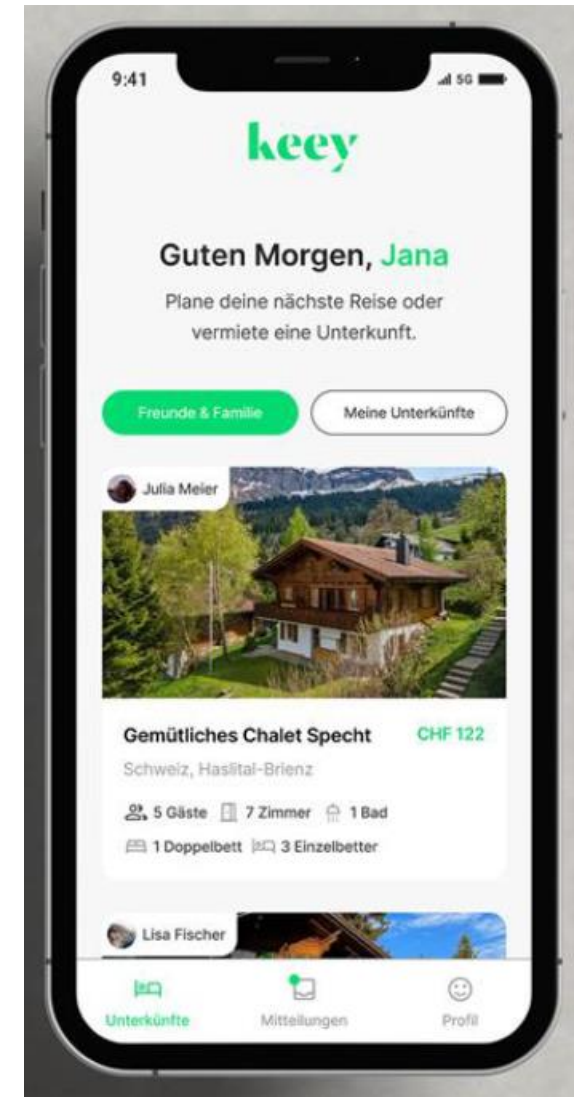 9:41
5G
keey
Guten Morgen, Jana
Plane deine nächste Reise oder
vermiete eine Unterkunft.
Freunde & Familie
Meine Unterkünfte
Julia Meier
Gemütliches Chalet Specht
CHF 122
Schweiz, Haslital-Brienz
5 Gäste 7 Zimmer 1 Bad
1 Doppelbett 3 Einzelbetter
Lisa Fischer
Unterkünfte
Mitteilungen
Profil